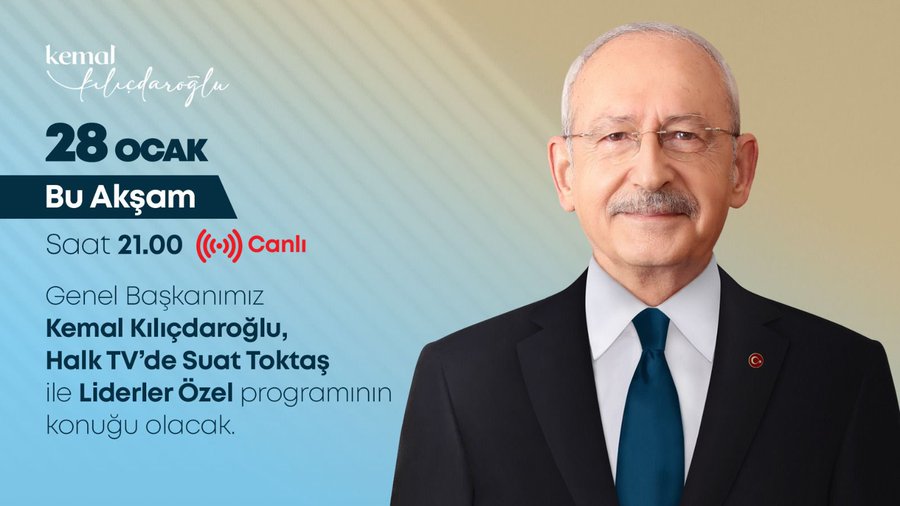 kemal
kılıçdaroğlu
28 OCAK
Bu Akşam
Saat 21.00 Canlı
Genel Başkanımız
Kemal Kılıçdaroğlu,
Halk TV'de Suat Toktaş
ile Liderler Özel programının
konuğu olacak.